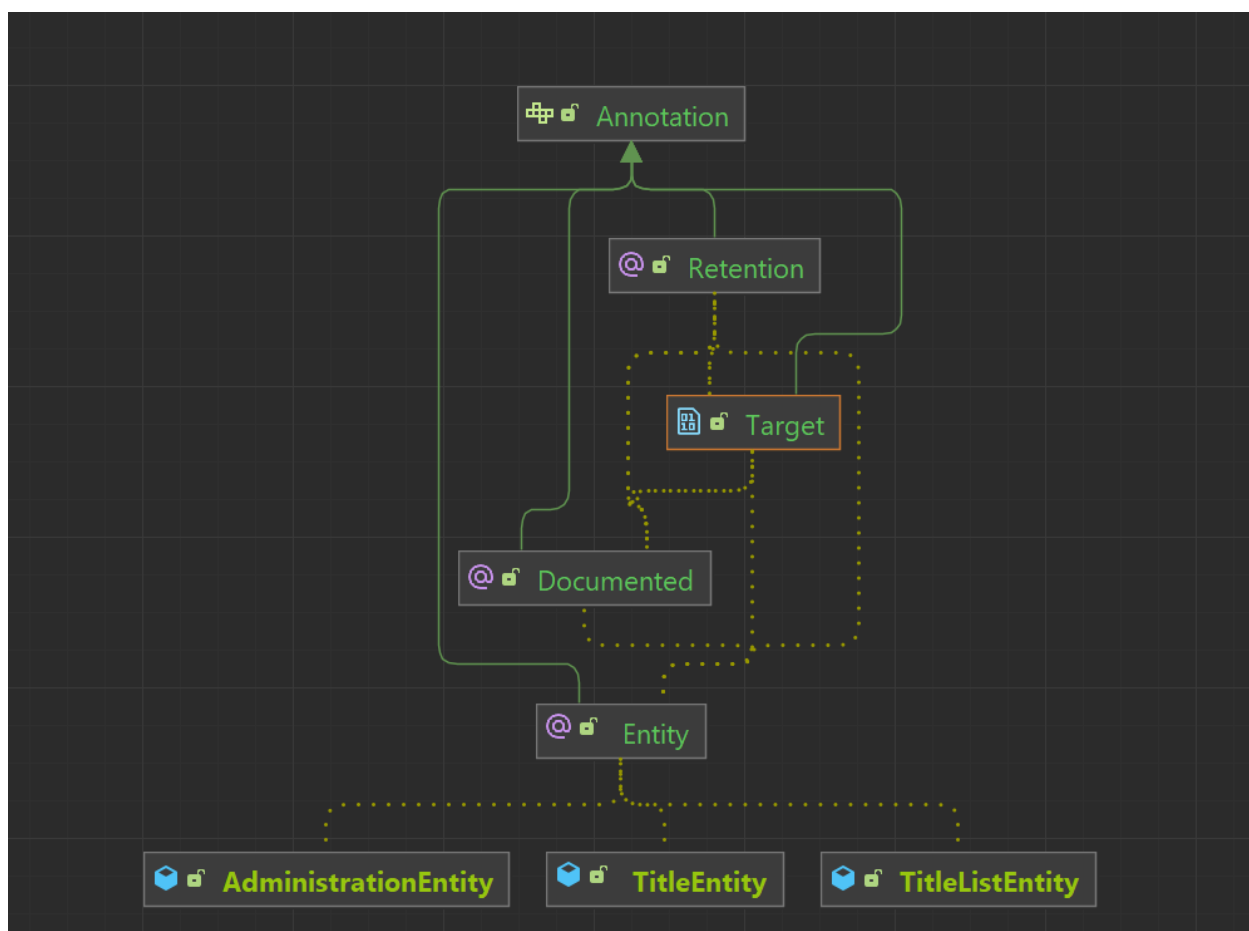 Annotation
Retention
Target
Documented
Entity
AdministrationEntity
TitleEntity
TitleListEntity